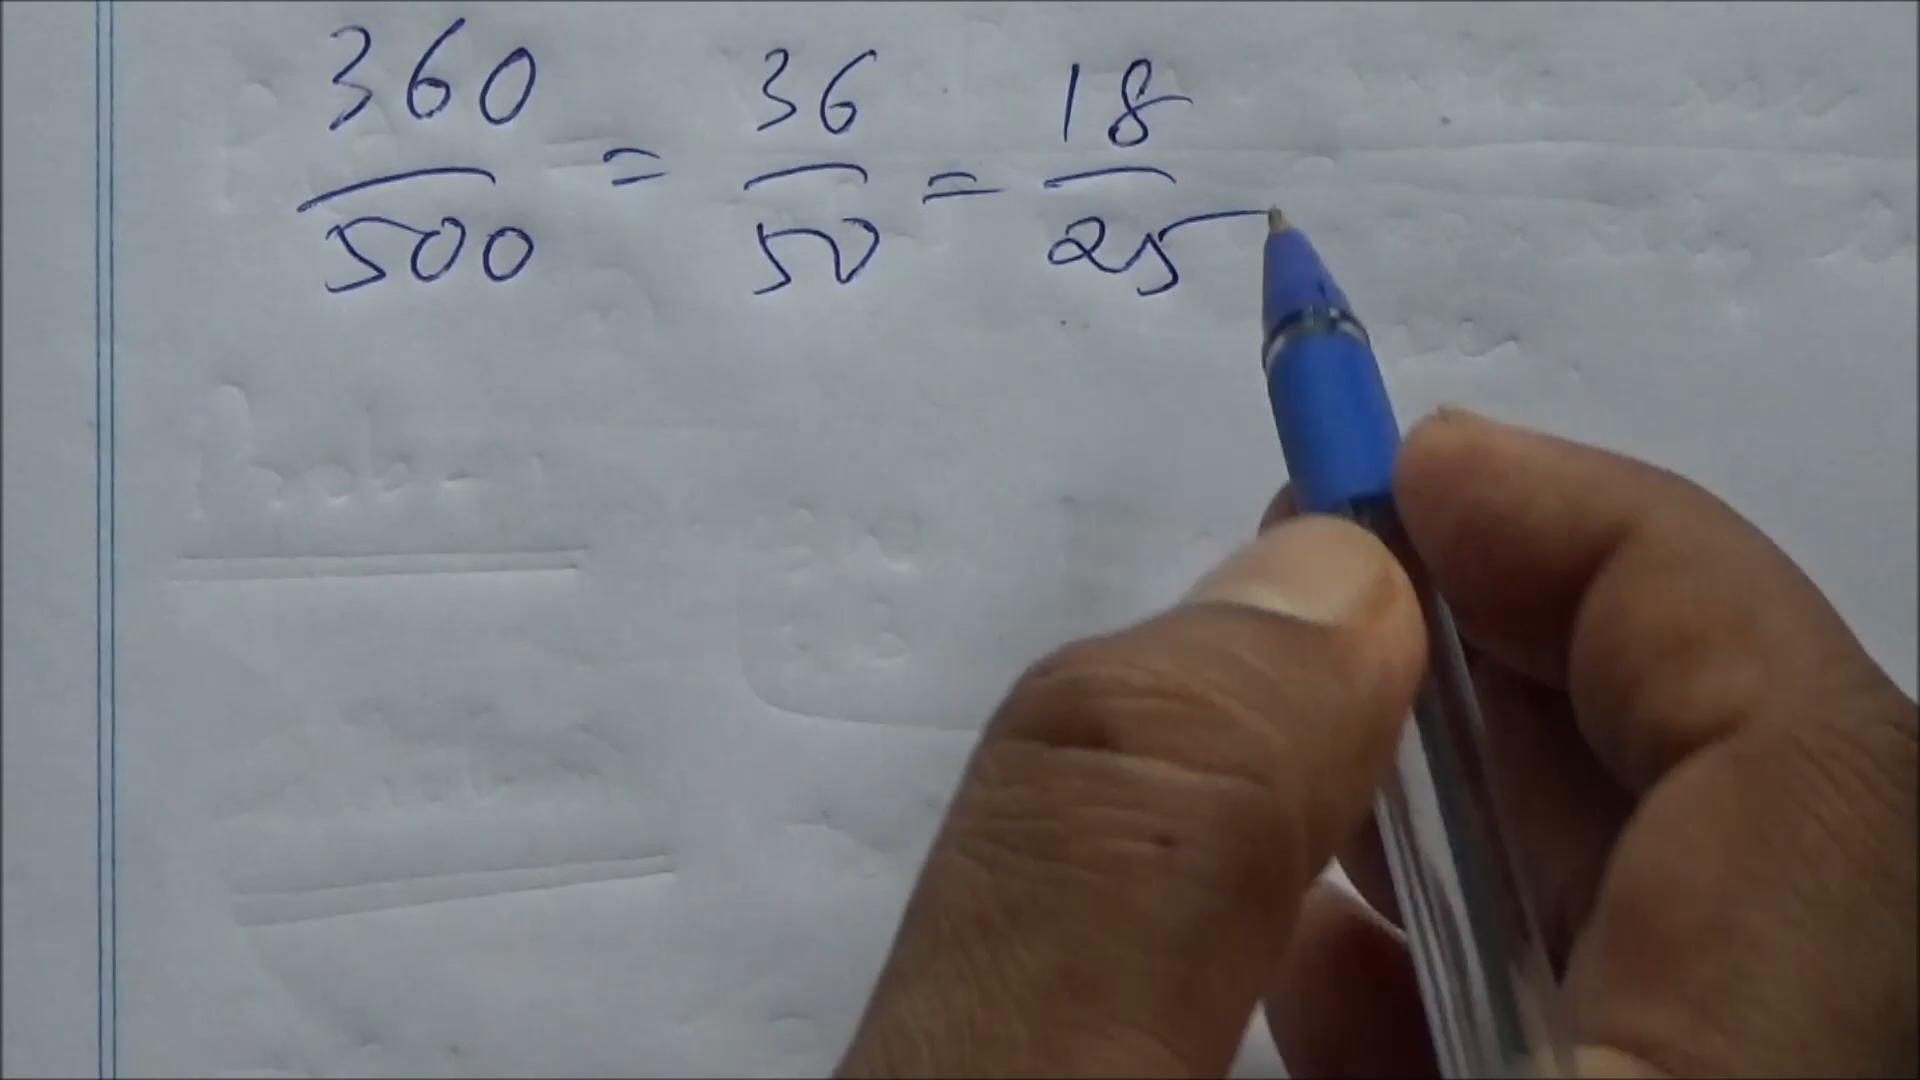 360/500 = 36/50 = 18/25